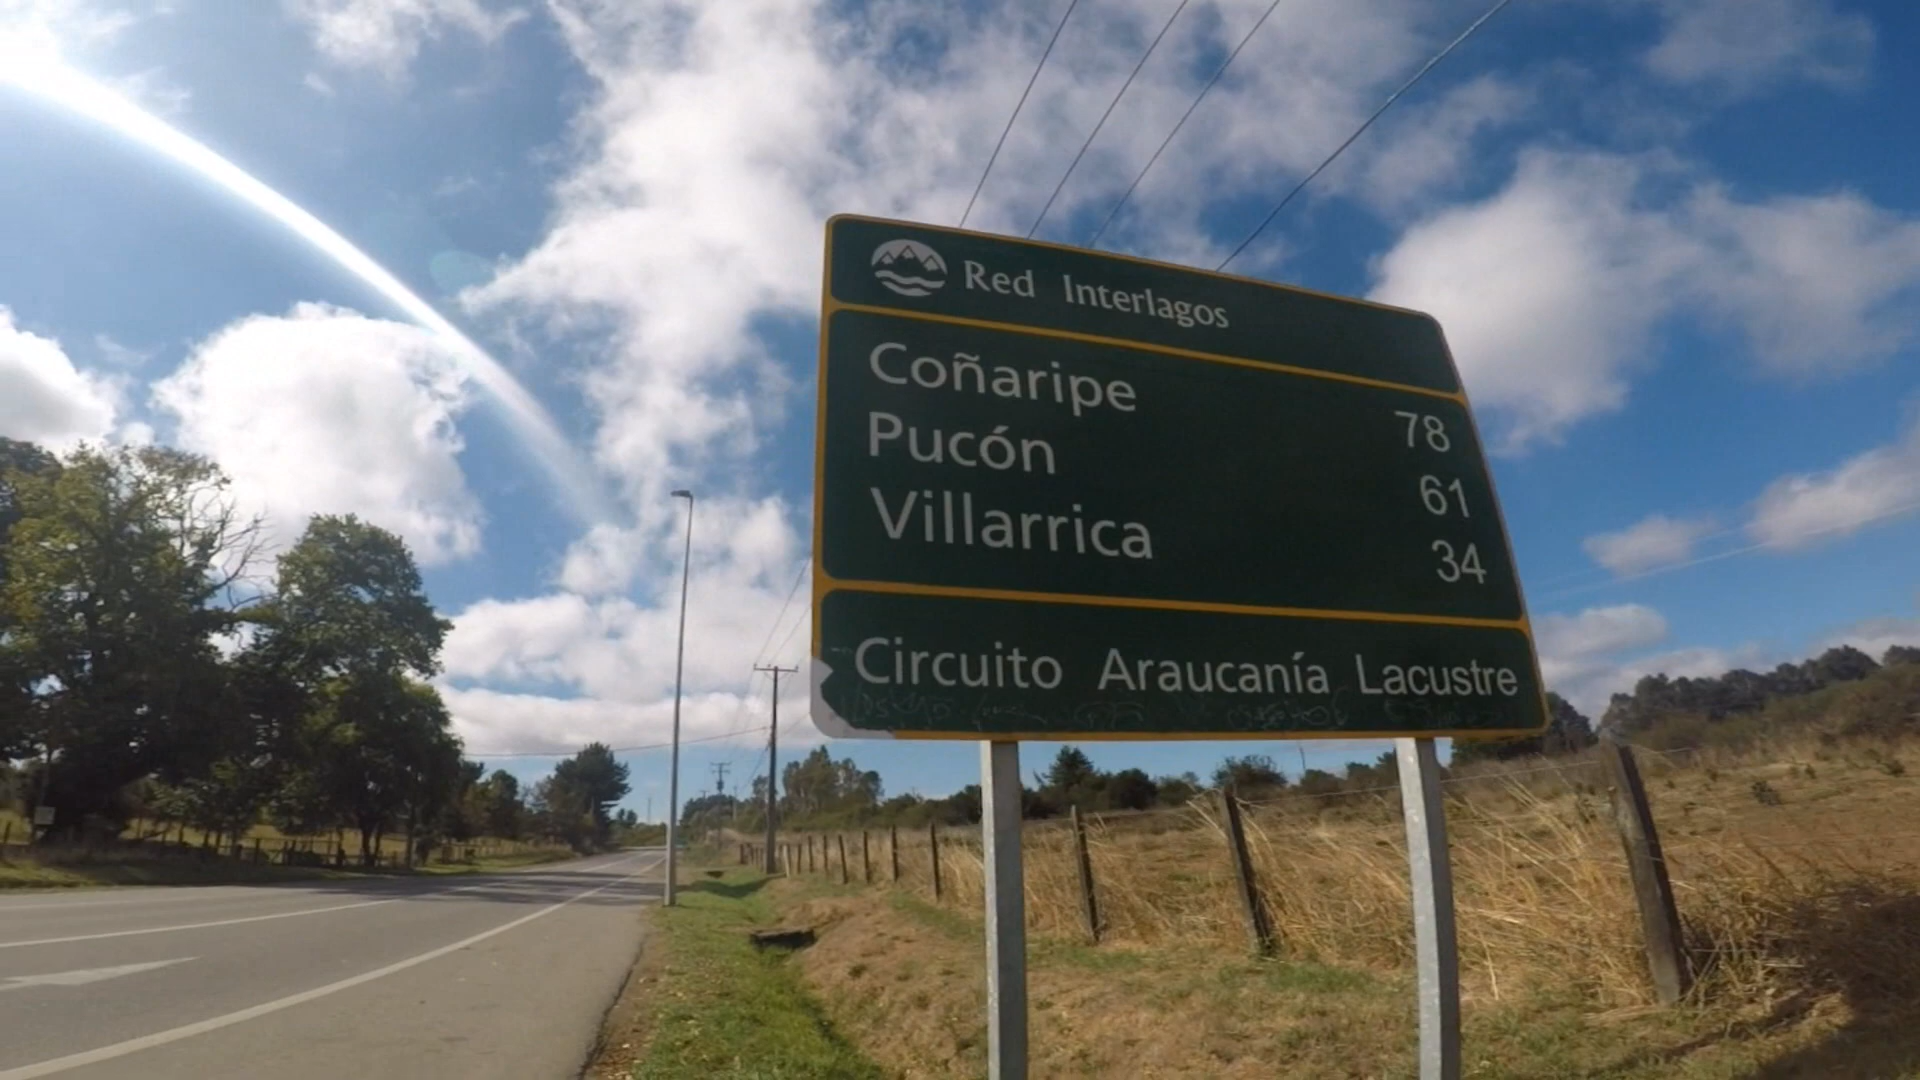 Red Interlagos
Coñaripe 78
Pucón 61
Villarrica 34
Circuito Araucanía Lacustre